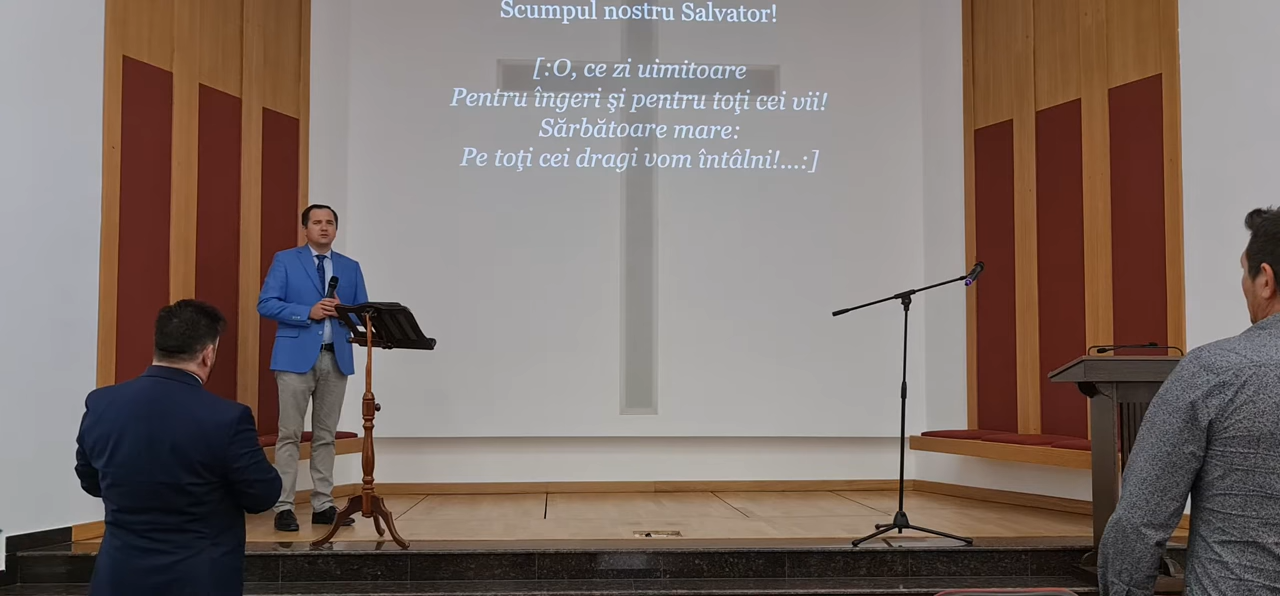 Scumpul nostru Salvator!
[:O, ce zi uimitoare
Pentru îngeri şi pentru toţi cei vii!
Sărbătoare mare:
Pe toţi cei dragi vom întâlni!...:]